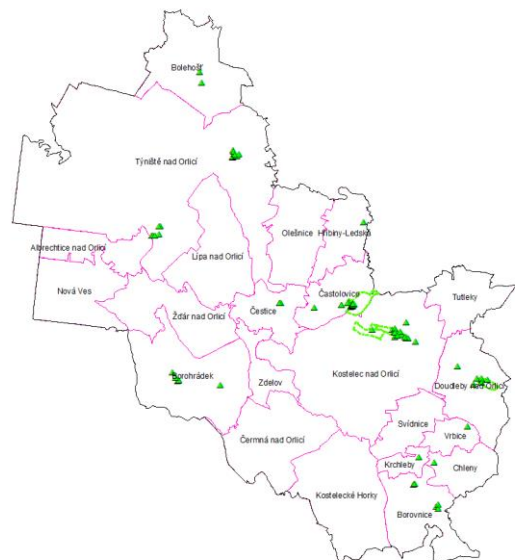 Bolehošť
Týniště nad Orlicí
Olešnice
Hřibiny-Ledská
Albrechtice nad Orlicí
Lípa nad Orlicí
Nová Ves
Častolovice
Tutleky
Čestice
Žďár nad Orlicí
Kostelec nad Orlicí
Borohrádek
Zdelov
Doudleby nad Orlicí
Svídnice
Vrbice
Čermná nad Orlicí
Krchleby
Chleny
Kostelecké Horky
Borovnice